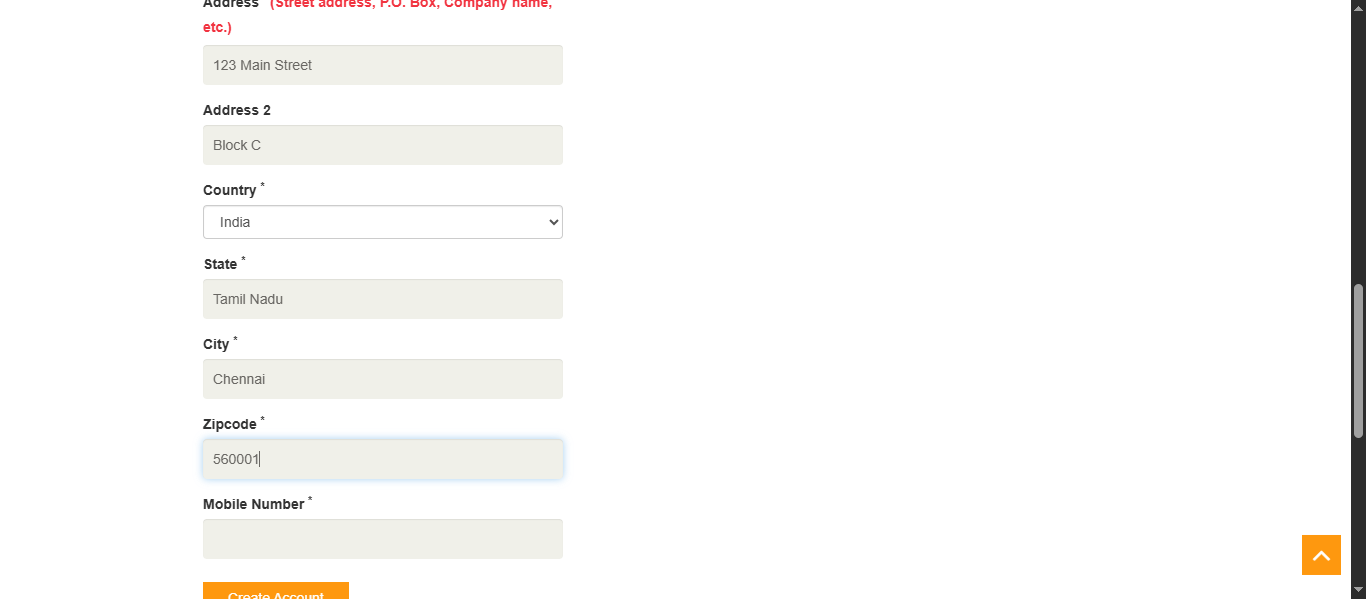 Address * (Street address, P.O. Box, Company name,
etc.)
123 Main Street
Address 2
Block C
Country *
India
State *
Tamil Nadu
City *
Chennai
Zipcode *
560001
Mobile Number *
Create Account